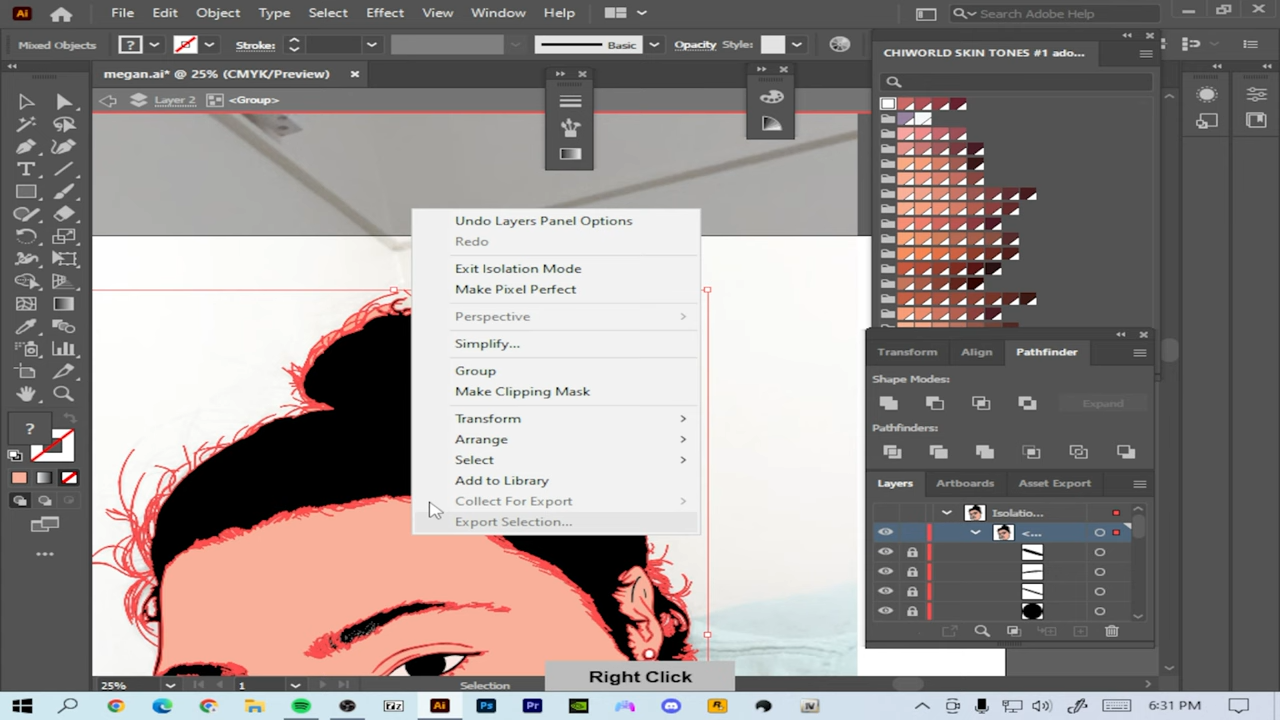 Ai File Edit Object Type Select Effect View Window Help Search Adobe Help
Mixed Objects ? Stroke: Basic Opacity Style:
CHIWORLD SKIN TONES #1 ado...
megan.ai* @ 25% (CMYK/Preview)
Layer 2 <Group>
Undo Layers Panel Options
Redo
Exit Isolation Mode
Make Pixel Perfect
Perspective
Simplify...
Group
Make Clipping Mask
Transform
Arrange
Select
Add to Library
Collect For Export
Export Selection...
Transform Align Pathfinder
Shape Modes:
Expand
Pathfinders:
Layers Artboards Asset Export
Isolatio...
<...
?
25% 1 Selection
Right Click
Ai Ps Pr 6:31 PM